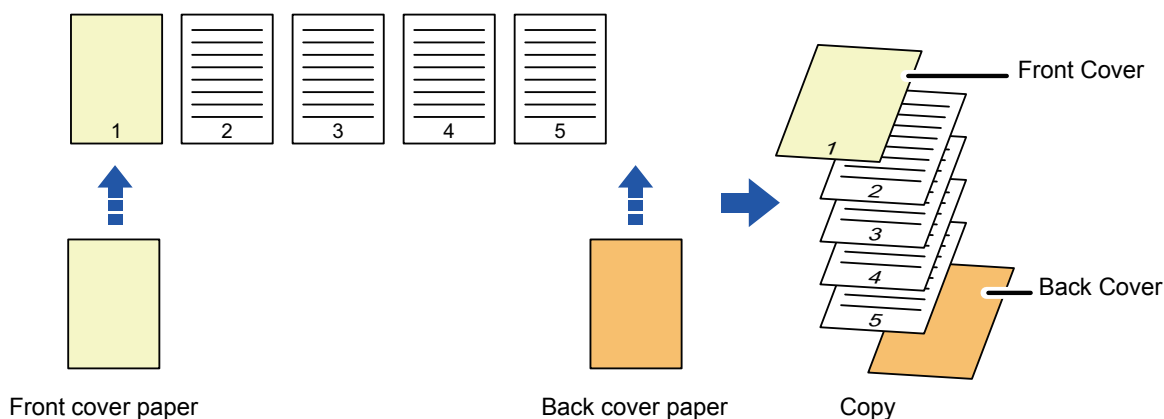 1 2 3 4 5
Front Cover
1
2
3
4
5
Back Cover
Front cover paper
Back cover paper
Copy